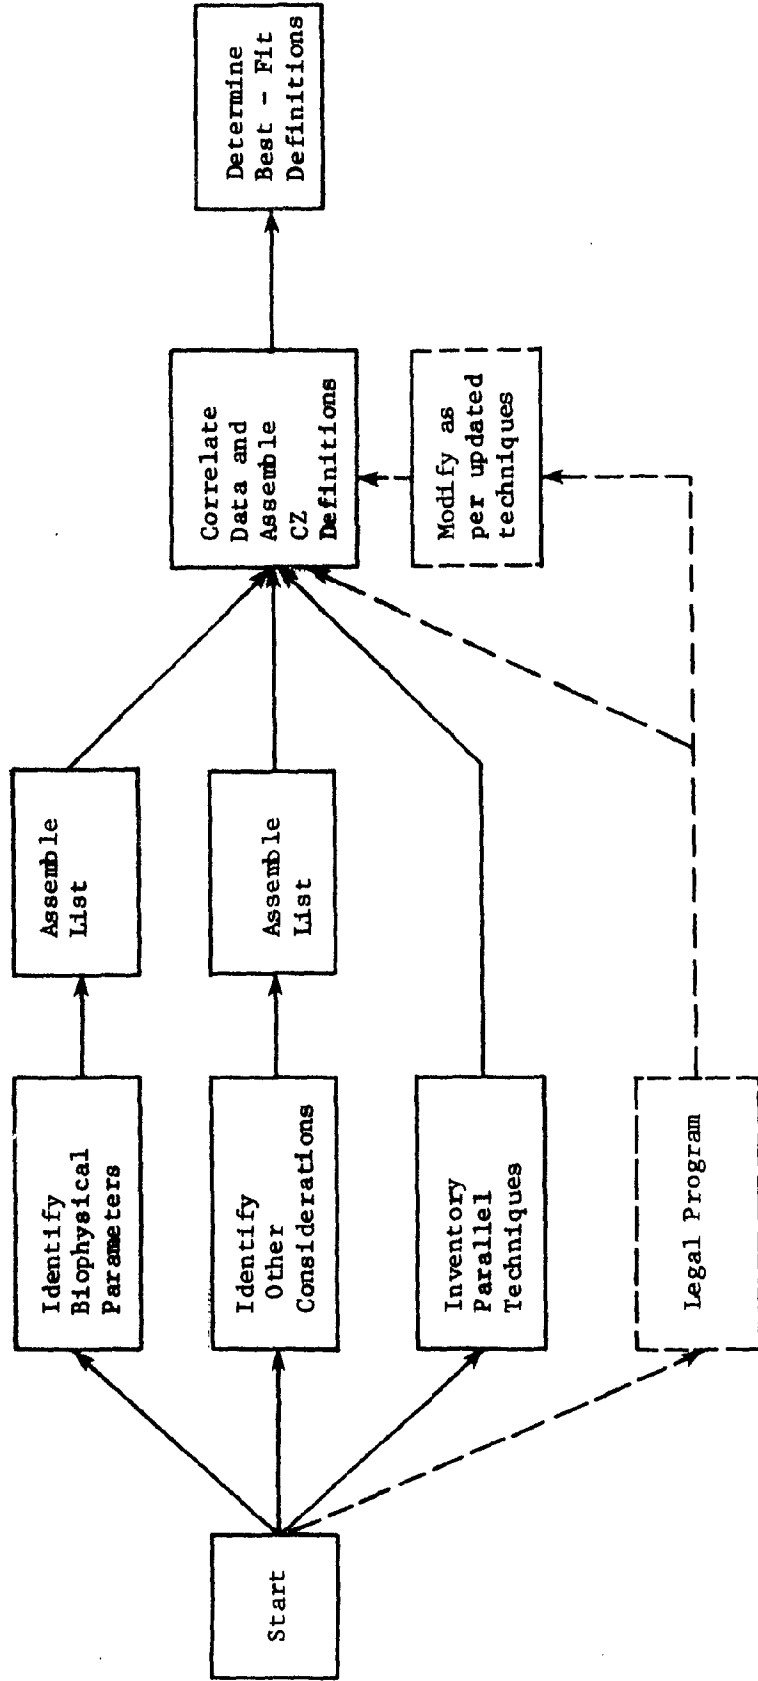 Start
Identify
Biophysical
Parameters
Assemble
List
Identify
Other
Considerations
Assemble
List
Inventory
Parallel
Techniques
Legal Program
Correlate
Data and
Assemble
CZ
Definitions
Modify as
per updated
techniques
Determine
Best - Fit
Definitions